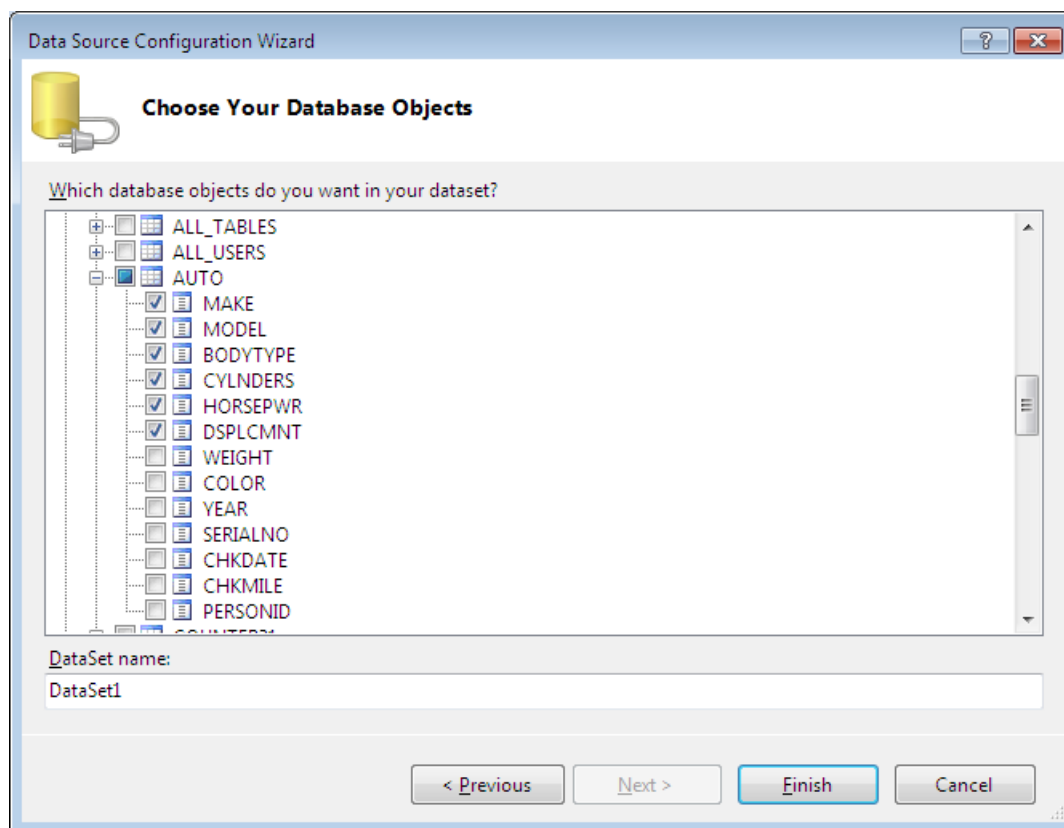 Data Source Configuration Wizard
Choose Your Database Objects
Which database objects do you want in your dataset?
ALL_TABLES
ALL_USERS
AUTO
MAKE
MODEL
BODYTYPE
CYLNDERS
HORSEPWR
DSPLCMNT
WEIGHT
COLOR
YEAR
SERIALNO
CHKDATE
CHKMILE
PERSONID
DataSet name:
DataSet1
< Previous Next > Finish Cancel